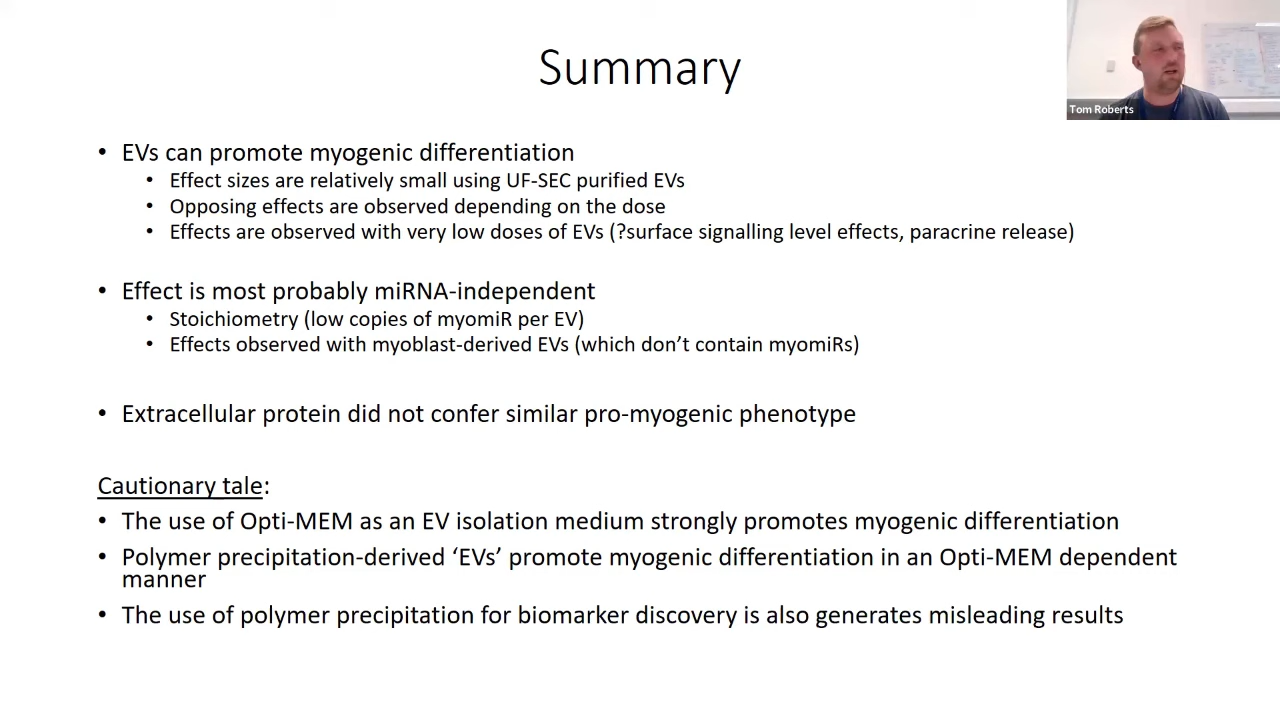 Summary
Tom Roberts
• EVs can promote myogenic differentiation
• Effect sizes are relatively small using UF-SEC purified EVs
• Opposing effects are observed depending on the dose
• Effects are observed with very low doses of EVs (?surface signalling level effects, paracrine release)
• Effect is most probably miRNA-independent
• Stoichiometry (low copies of myomiR per EV)
• Effects observed with myoblast-derived EVs (which don’t contain myomiRs)
• Extracellular protein did not confer similar pro-myogenic phenotype
Cautionary tale:
• The use of Opti-MEM as an EV isolation medium strongly promotes myogenic differentiation
• Polymer precipitation-derived ‘EVs’ promote myogenic differentiation in an Opti-MEM dependent
manner
• The use of polymer precipitation for biomarker discovery is also generates misleading results